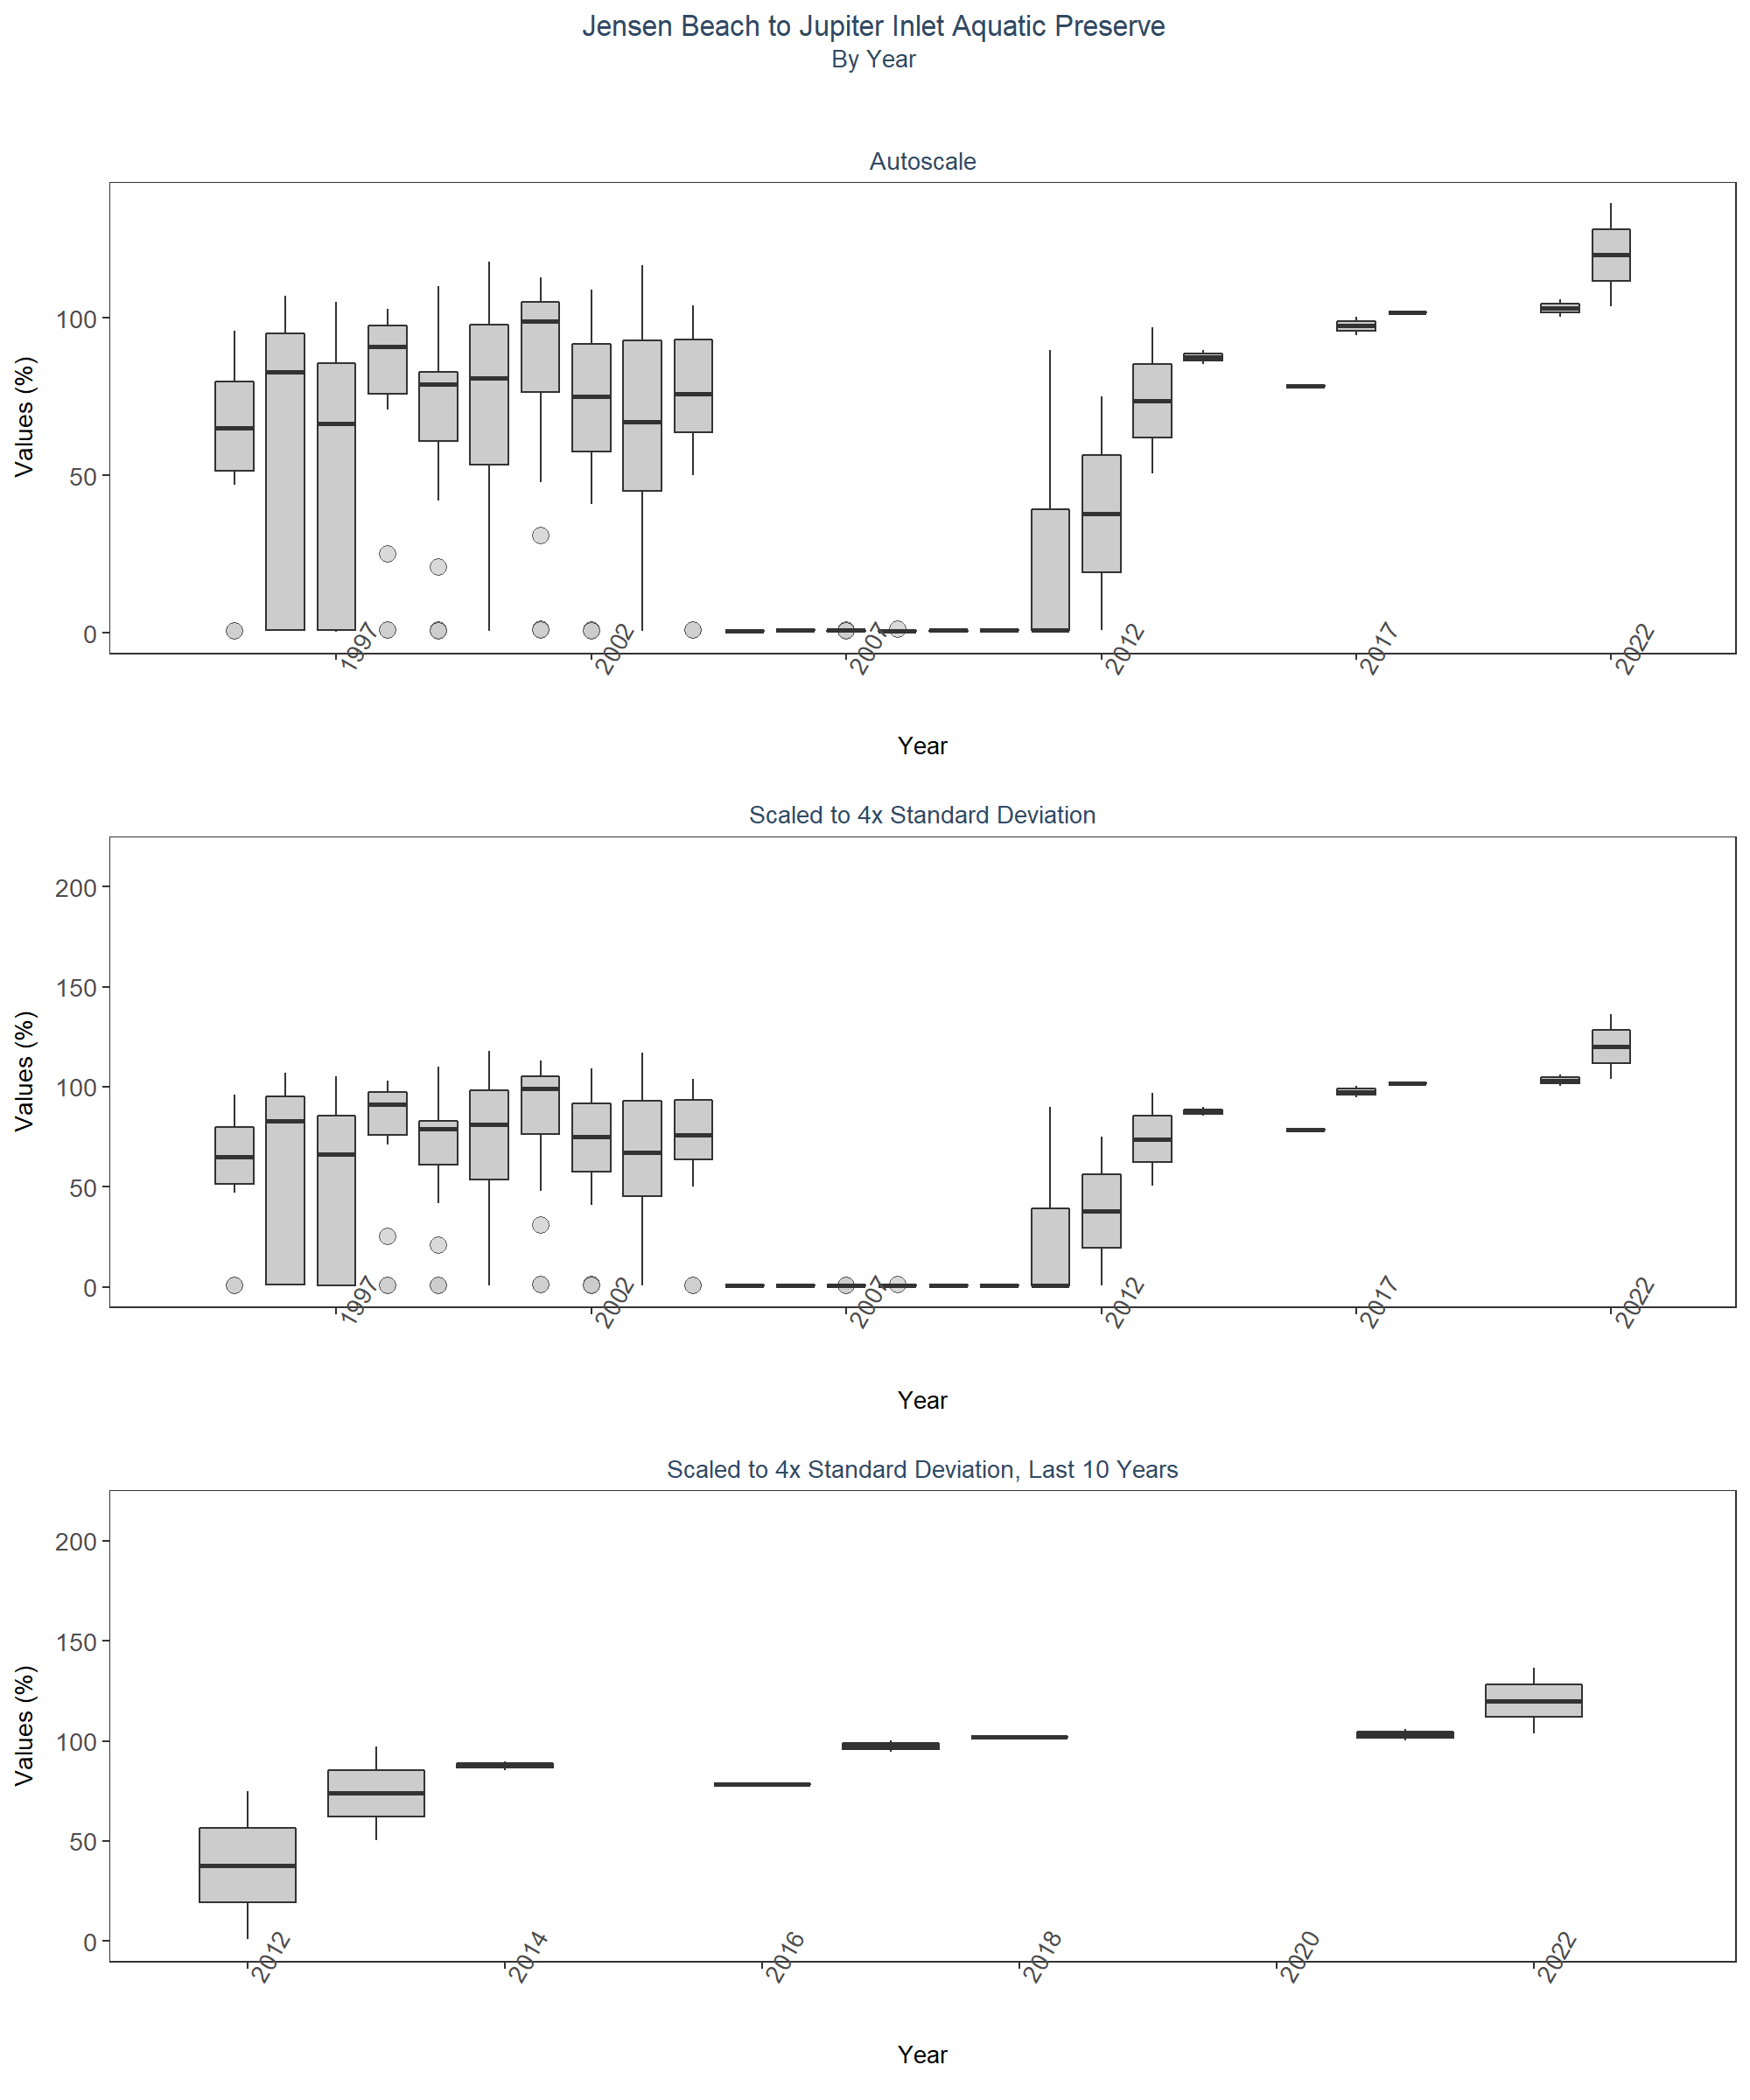 Jensen Beach to Jupiter Inlet Aquatic Preserve
By Year
Autoscale
Values (%)
100
50
0
1997
2002
2007
2012
2017
2022
Year
Scaled to 4x Standard Deviation
Values (%)
200
150
100
50
0
1997
2002
2007
2012
2017
2022
Year
Scaled to 4x Standard Deviation, Last 10 Years
Values (%)
200
150
100
50
0
2012
2014
2016
2018
2020
2022
Year